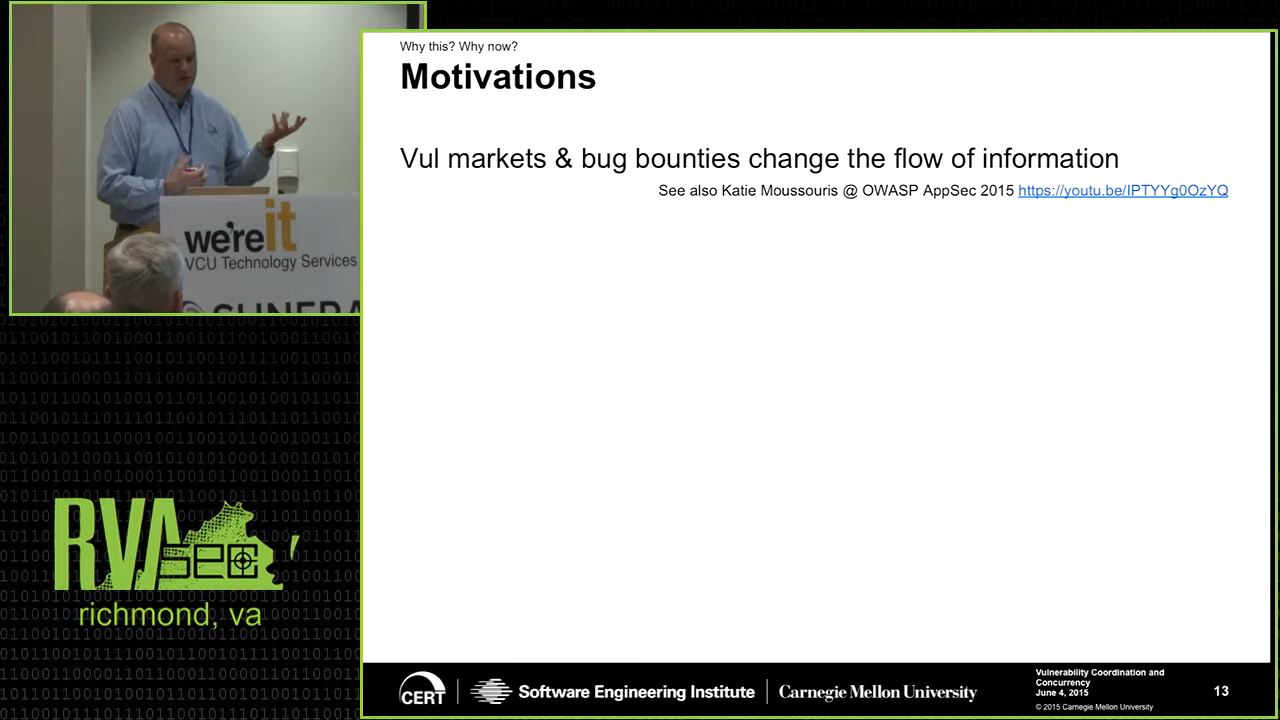 Why this? Why now?
Motivations
Vul markets & bug bounties change the flow of information
See also Katie Moussouris @ OWASP AppSec 2015 https://youtu.be/IPTYYg0OzYQ
we're it
VCU Technology Services
RVA
sec
richmond, va
CERT
Software Engineering Institute
Carnegie Mellon University
Vulnerability Coordination and
Concurrency
June 4, 2015
© 2015 Carnegie Mellon University
13